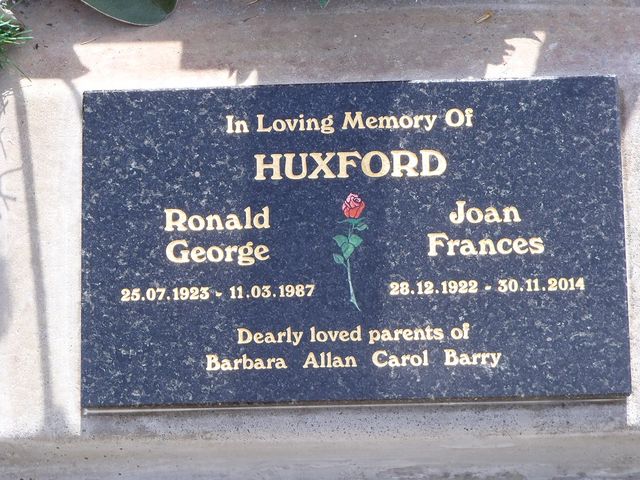 In Loving Memory Of
HUXFORD
Ronald
George
25.07.1923 - 11.03.1987
Joan
Frances
28.12.1922 - 30.11.2014
Dearly loved parents of
Barbara Allan Carol Barry